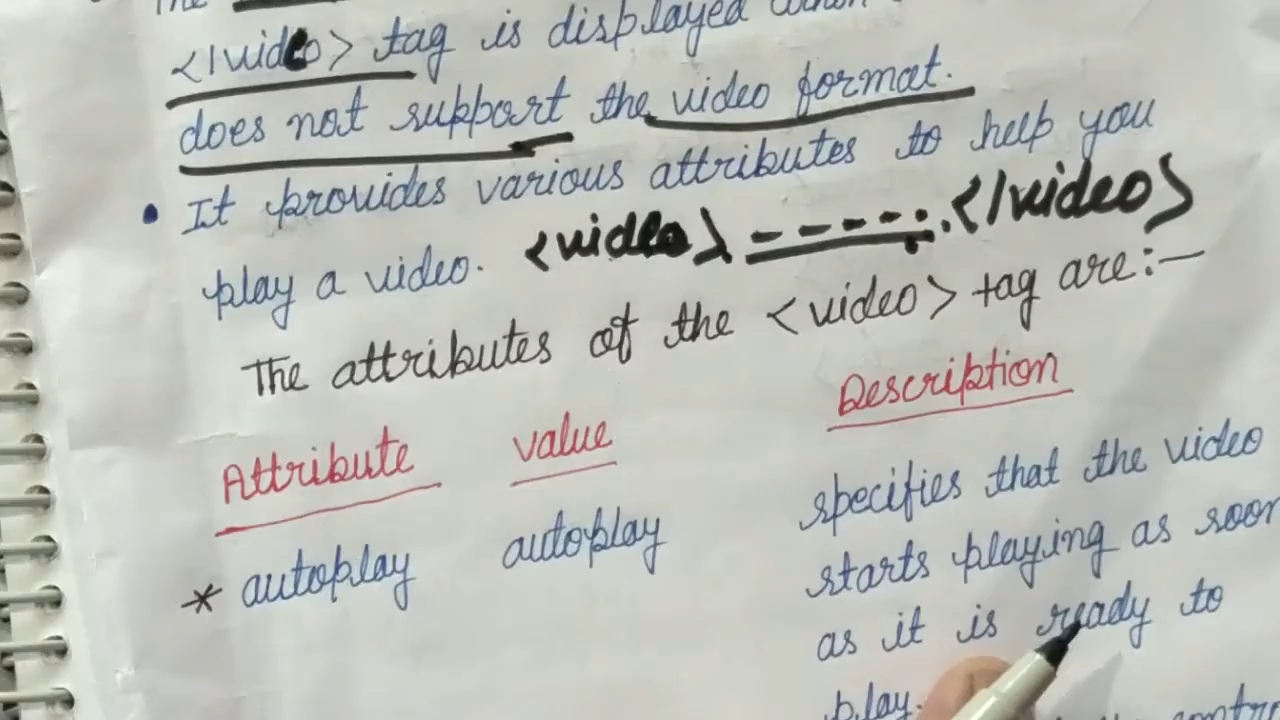 The
</video> tag is displayed
does not support the video format.
• It provides various attributes to help you
play a video. <video> -----.</video>
The attributes of the <video> tag are:-
Attribute value Description
* autoplay autoplay specifies that the video
starts playing as soon
as it is ready to
play.